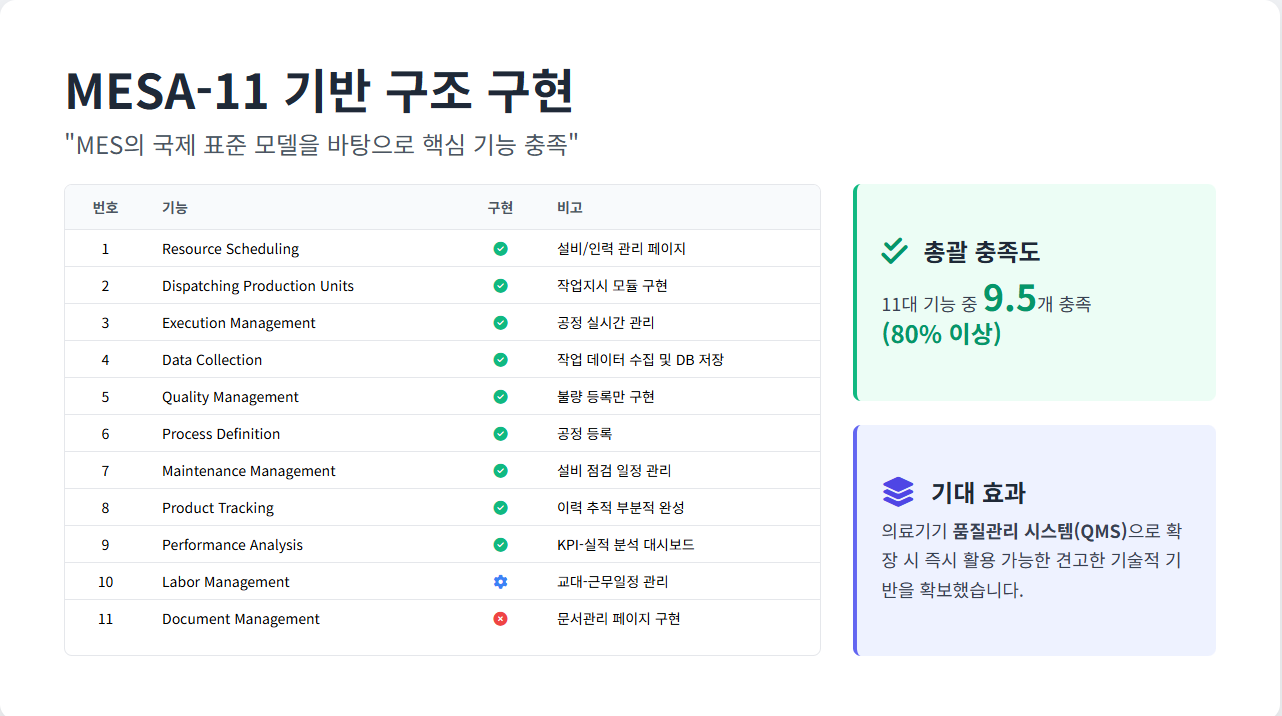 MESA-11 기반 구조 구현
"MES의 국제 표준 모델을 바탕으로 핵심 기능 충족"
번호 기능 구현 비고
1 Resource Scheduling 설비/인력 관리 페이지
2 Dispatching Production Units 작업지시 모듈 구현
3 Execution Management 공정 실시간 관리
4 Data Collection 작업 데이터 수집 및 DB 저장
5 Quality Management 불량 등록만 구현
6 Process Definition 공정 등록
7 Maintenance Management 설비 점검 일정 관리
8 Product Tracking 이력 추적 부분적 완성
9 Performance Analysis KPI-실적 분석 대시보드
10 Labor Management 교대-근무일정 관리
11 Document Management 문서관리 페이지 구현
총괄 충족도
11대 기능 중 9.5개 충족
(80% 이상)
기대 효과
의료기기 품질관리 시스템(QMS)으로 확
장 시 즉시 활용 가능한 견고한 기술적 기
반을 확보했습니다.